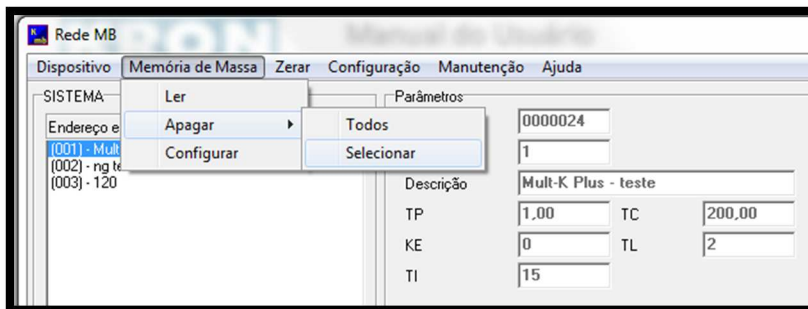 Rede MB
Manual do Usuário
Dispositivo Memória de Massa Zerar Configuração Manutenção Ajuda
SISTEMA
Ler
Parâmetros
Endereço e
Apagar
Todos
0000024
(001) - Mult
Configurar
Selecionar
1
(002) - ng te
(003) - 120
Descrição
Mult-K Plus - teste
TP
1,00
TC
200,00
KE
0
TL
2
TI
15